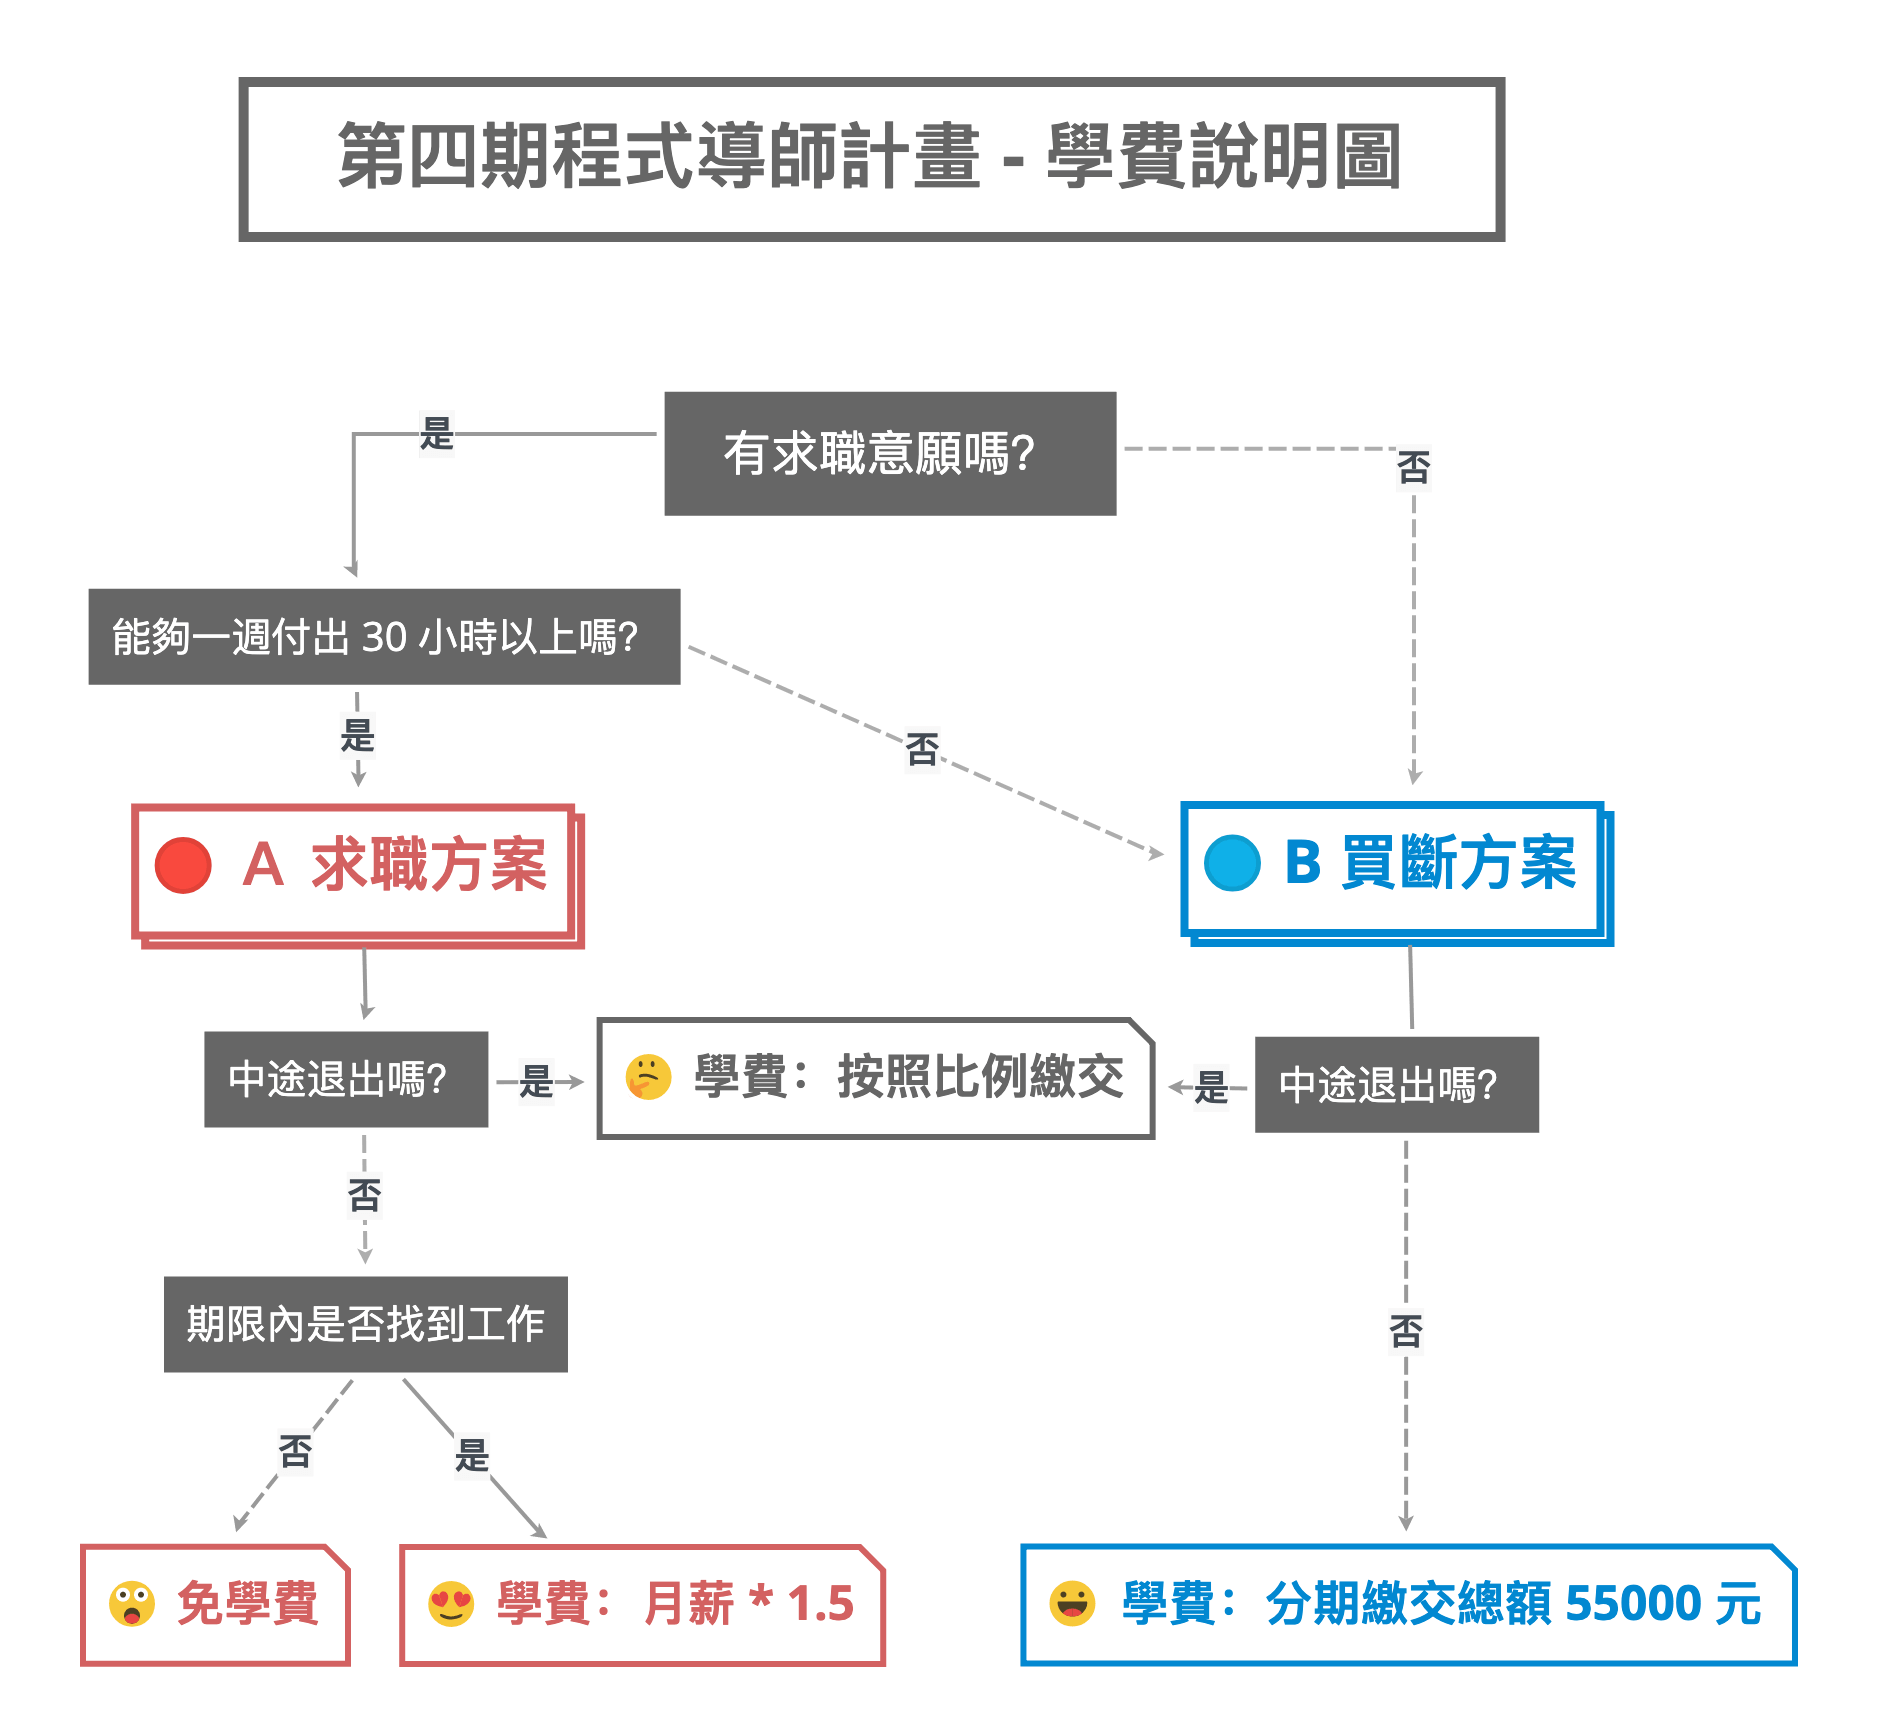 第四期程式導師計畫 - 學費說明圖
有求職意願嗎?
是
否
能夠一週付出 30 小時以上嗎?
是
否
A 求職方案
B 買斷方案
中途退出嗎?
是
學費：按照比例繳交
是
中途退出嗎?
否
期限內是否找到工作
否
否
是
免學費
學費： 月薪 * 1.5
學費：分期繳交總額 55000 元